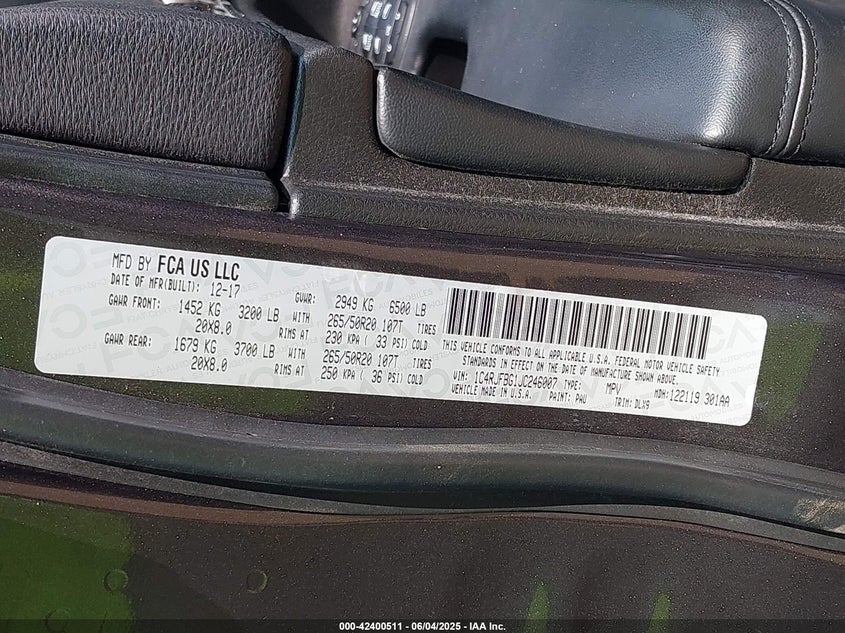 MFD BY FCA US LLC
DATE OF MFR(BUILT): 12-17 GVWR: 2949 KG 6500 LB
GAWR FRONT: 1452 KG 3200 LB WITH 265/50R20 107T TIRES
20X8.0 RIMS AT 230 KPA ( 33 PSI) COLD
GAWR REAR: 1679 KG 3700 LB WITH 265/50R20 107T TIRES
20X8.0 RIMS AT 250 KPA ( 36 PSI) COLD
THIS VEHICLE CONFORMS TO ALL APPLICABLE U.S.A. FEDERAL MOTOR VEHICLE SAFETY
STANDARDS IN EFFECT ON THE DATE OF MANUFACTURE SHOWN ABOVE.
VIN: 1C4RJFBG1JC246007 TYPE: MPV MDH: 122119 301AA
VEHICLE MADE IN U.S.A. PAINT: PAU TRIM: DLX9
000-42400511 - 06/04/2025 - IAA Inc.